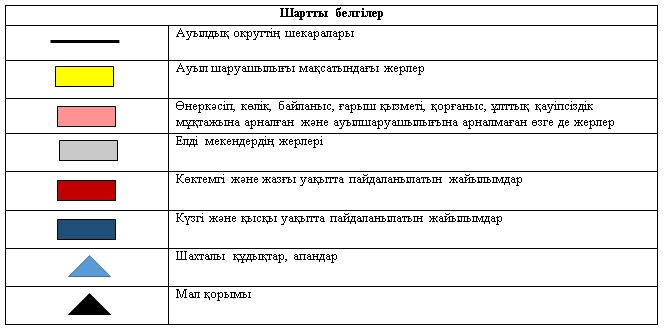 Шартты белгілер
Ауылдық округтің шекаралары
Ауыл шаруашылығы мақсатындағы жерлер
Өнеркәсіп, көлік, байланыс, ғарыш қызметі, қорғаныс, ұлттық қауіпсіздік
мұқтажына арналған және ауылшаруашылығына арналмаған өзге де жерлер
Елді мекендердің жерлері
Көктемгі және жазғы уақытта пайдаланылатын жайылымдар
Күзгі және қысқы уақытта пайдаланылатын жайылымдар
Шахталы құдықтар, апандар
Мал қорымы